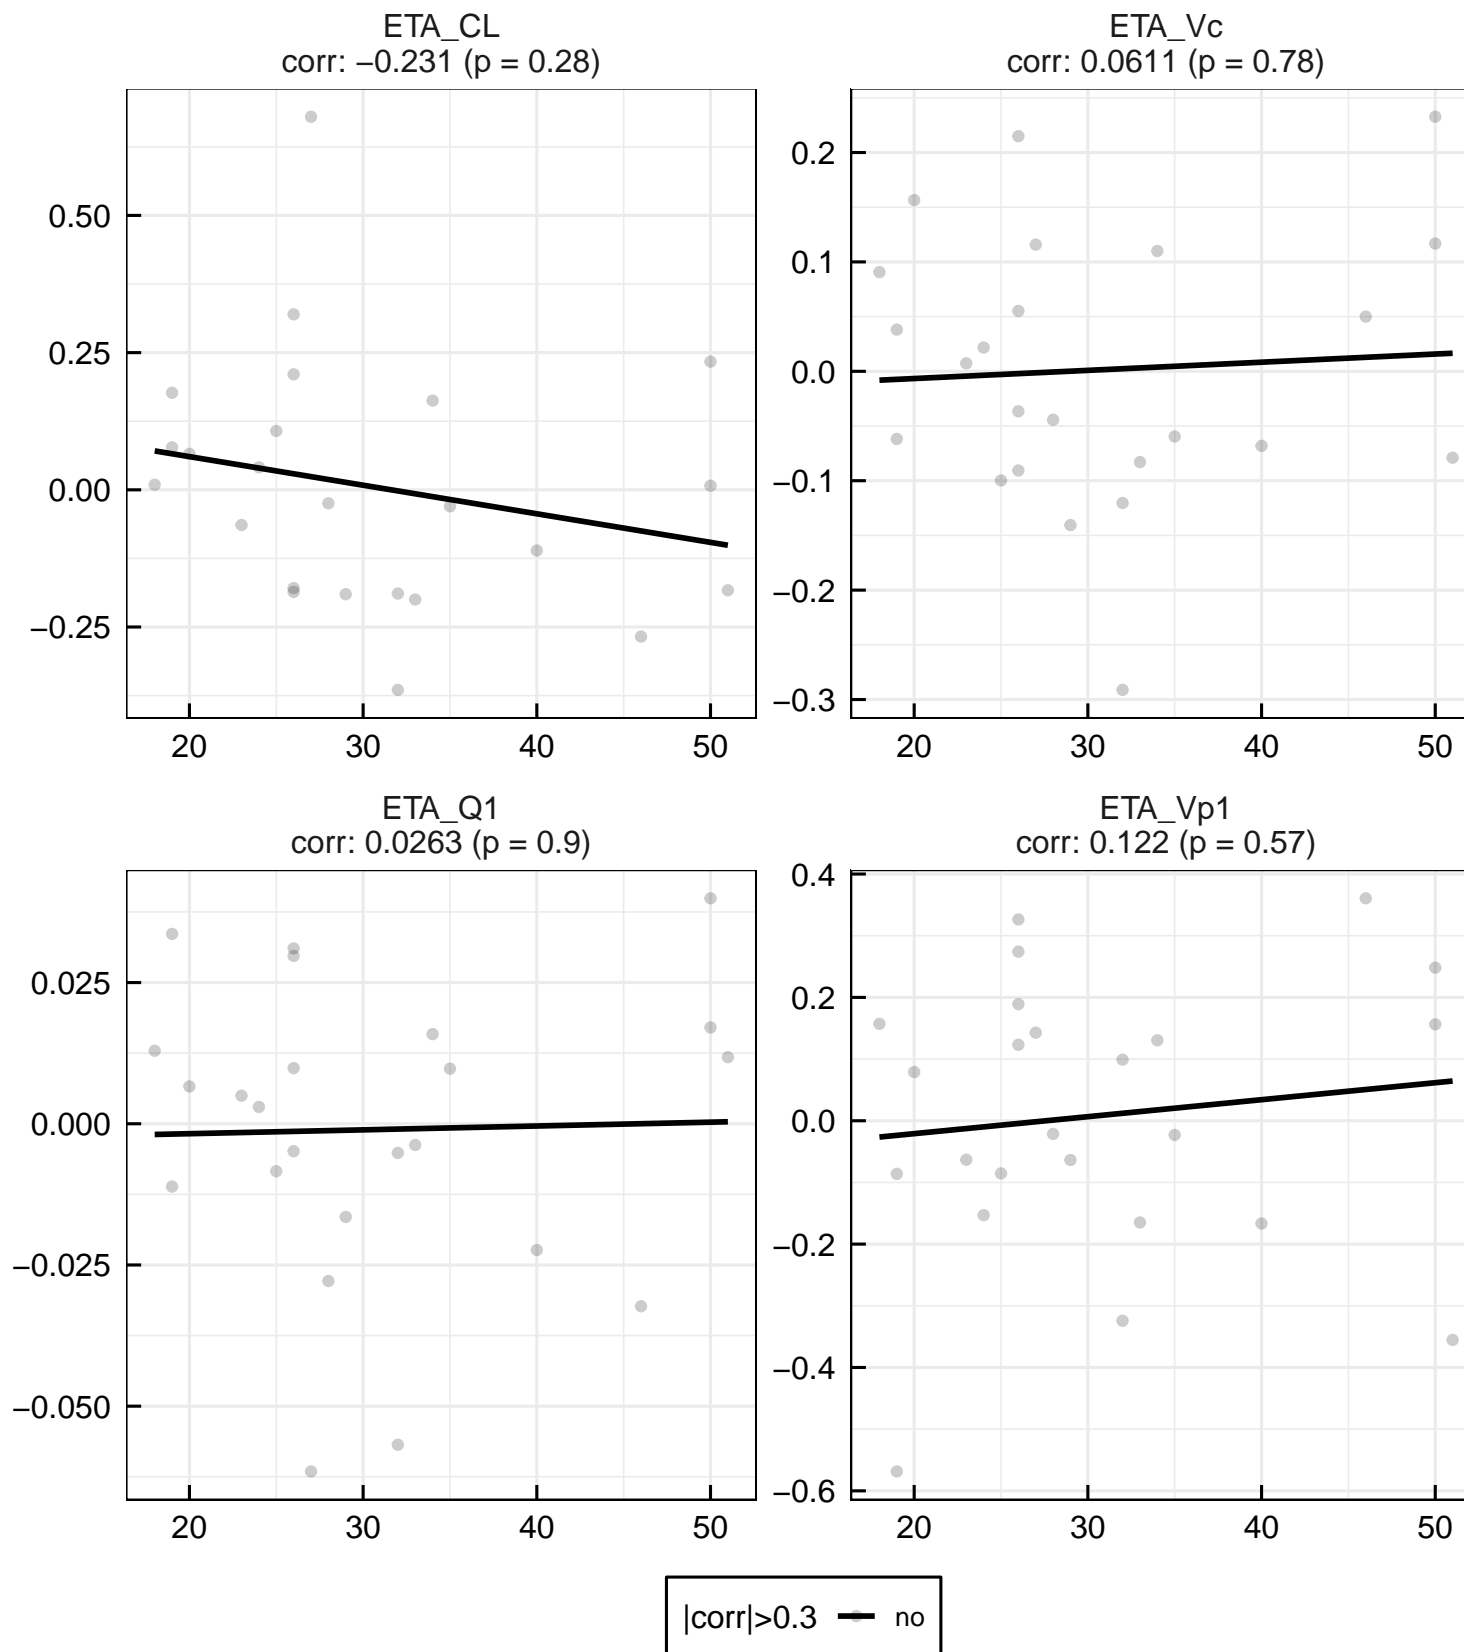 ETA_CL
corr: −0.231 (p = 0.28)
ETA_Vc
corr: 0.0611 (p = 0.78)
0.50
0.25
0.00
−0.25
20 30 40 50
0.2
0.1
0.0
−0.1
−0.2
−0.3
20 30 40 50
ETA_Q1
corr: 0.0263 (p = 0.9)
ETA_Vp1
corr: 0.122 (p = 0.57)
0.025
0.000
−0.025
−0.050
20 30 40 50
0.4
0.2
0.0
−0.2
−0.4
−0.6
20 30 40 50
|corr|>0.3 no